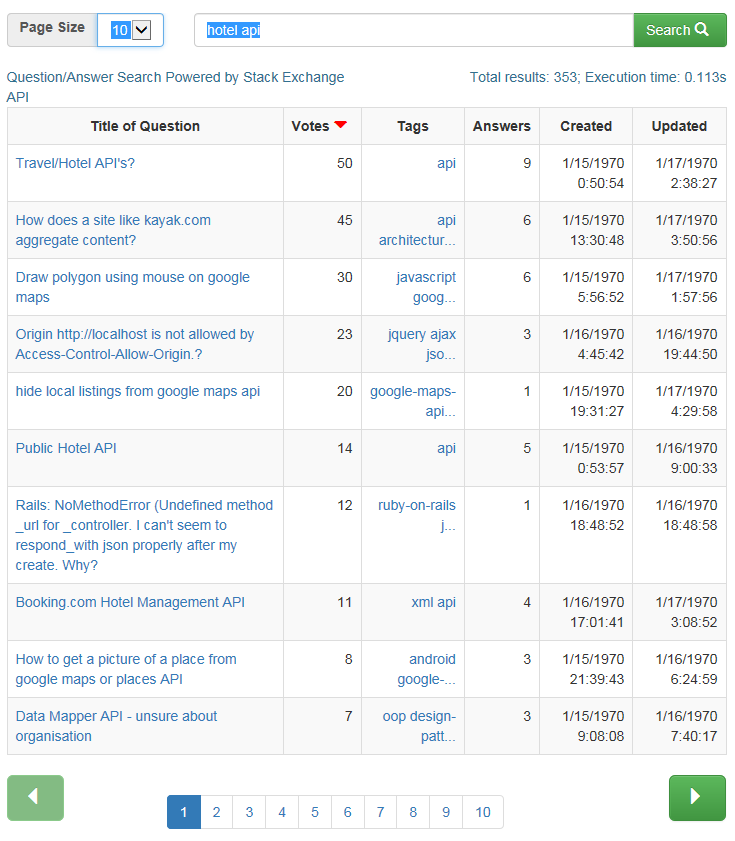 Page Size 10 hotel api Search
Question/Answer Search Powered by Stack Exchange Total results: 353; Execution time: 0.113s
API
Title of Question Votes Tags Answers Created Updated
Travel/Hotel API's? 50 api 9 1/15/1970 1/17/1970
0:50:54 2:38:27
How does a site like kayak.com 45 api 6 1/15/1970 1/17/1970
aggregate content? architectur... 13:30:48 3:50:56
Draw polygon using mouse on google 30 javascript 6 1/15/1970 1/17/1970
maps goog... 5:56:52 1:57:56
Origin http://localhost is not allowed by 23 jquery ajax 3 1/16/1970 1/16/1970
Access-Control-Allow-Origin.? jso... 4:45:42 19:44:50
hide local listings from google maps api 20 google-maps- 1 1/15/1970 1/17/1970
api... 19:31:27 4:29:58
Public Hotel API 14 api 5 1/15/1970 1/16/1970
0:53:57 9:00:33
Rails: NoMethodError (Undefined method 12 ruby-on-rails 1 1/16/1970 1/16/1970
_url for _controller. I can't seem to j... 18:48:52 18:48:58
respond_with json properly after my
create. Why?
Booking.com Hotel Management API 11 xml api 4 1/16/1970 1/17/1970
17:01:41 3:08:52
How to get a picture of a place from 8 android 3 1/15/1970 1/16/1970
google maps or places API google-... 21:39:43 6:24:59
Data Mapper API - unsure about 7 oop design- 3 1/15/1970 1/16/1970
organisation patt... 9:08:08 7:40:17
1 2 3 4 5 6 7 8 9 10